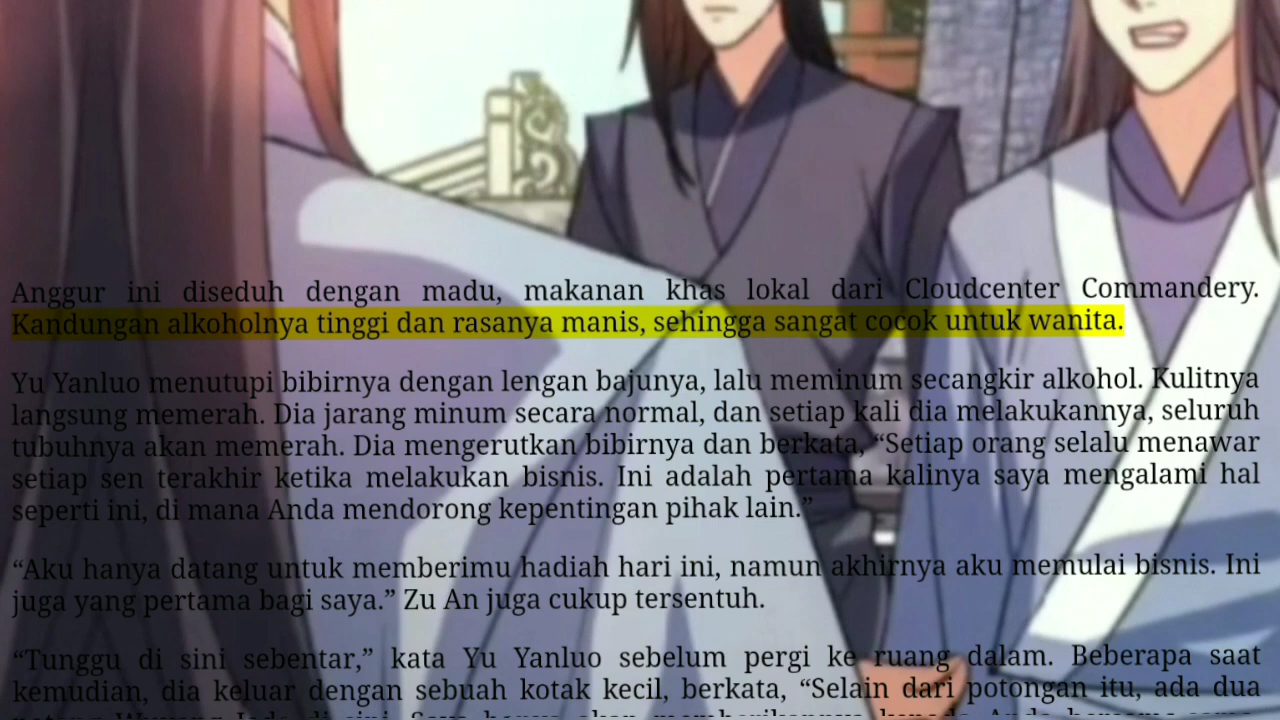 Anggur ini diseduh dengan madu, makanan khas lokal dari Cloudcenter Commandery.
Kandungan alkoholnya tinggi dan rasanya manis, sehingga sangat cocok untuk wanita.
Yu Yanluo menutupi bibirnya dengan lengan bajunya, lalu meminum secangkir alkohol. Kulitnya
langsung memerah. Dia jarang minum secara normal, dan setiap kali dia melakukannya, seluruh
tubuhnya akan memerah. Dia mengerutkan bibirnya dan berkata, “Setiap orang selalu menawar
setiap sen terakhir ketika melakukan bisnis. Ini adalah pertama kalinya saya mengalami hal
seperti ini, di mana Anda mendorong kepentingan pihak lain.”
“Aku hanya datang untuk memberimu hadiah hari ini, namun akhirnya aku memulai bisnis. Ini
juga yang pertama bagi saya.” Zu An juga cukup tersentuh.
“Tunggu di sini sebentar,” kata Yu Yanluo sebelum pergi ke ruang dalam. Beberapa saat
kemudian, dia keluar dengan sebuah kotak kecil, berkata, “Selain dari potongan itu, ada dua